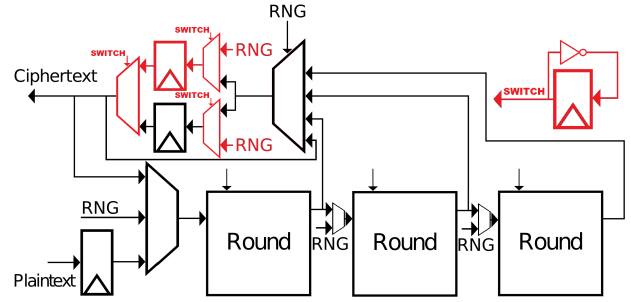 RNG
SWITCH
SWITCH
RNG
Ciphertext
SWITCH
SWITCH
RNG
RNG
Plaintext
Round
RNG
Round
RNG
Round